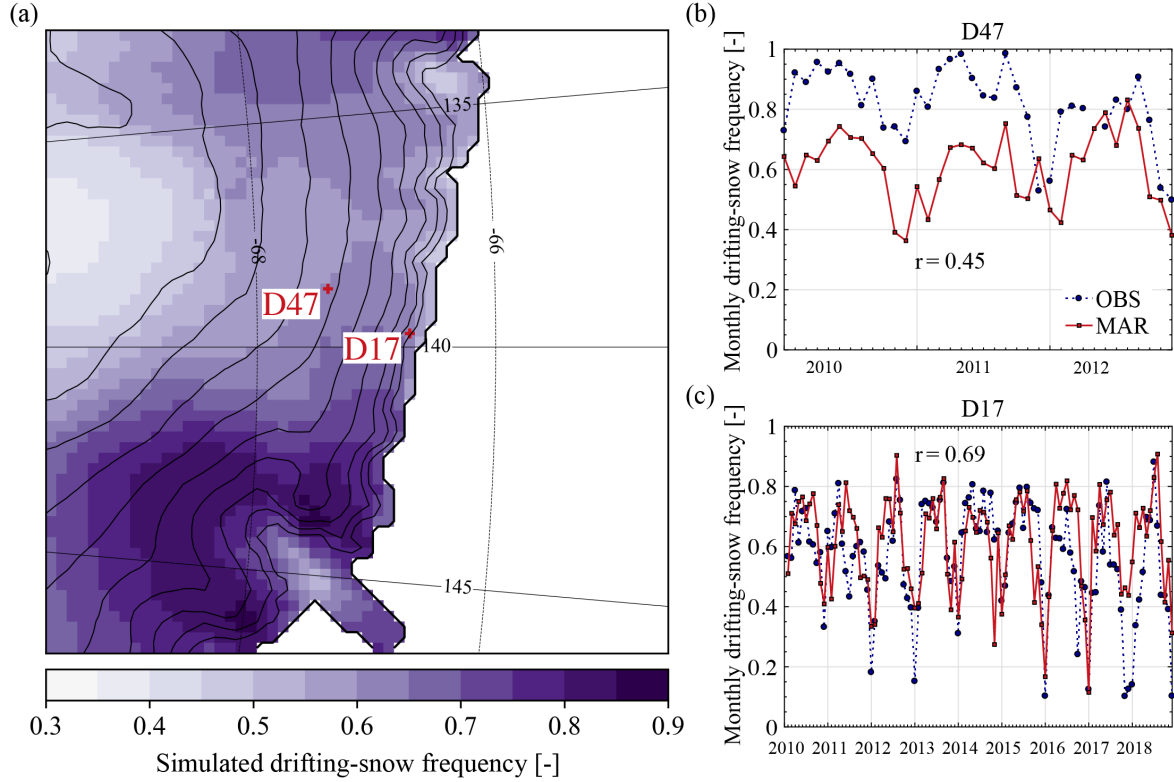 (a)
135
-68
-66
D47
D17
140
145
0.3 0.4 0.5 0.6 0.7 0.8 0.9
Simulated drifting-snow frequency [-]
(b)
D47
Monthly drifting-snow frequency [-]
1
0.8
0.6
0.4
0.2
0
r = 0.45
OBS
MAR
2010 2011 2012
(c)
D17
Monthly drifting-snow frequency [-]
1
0.8
0.6
0.4
0.2
0
r = 0.69
2010 2011 2012 2013 2014 2015 2016 2017 2018